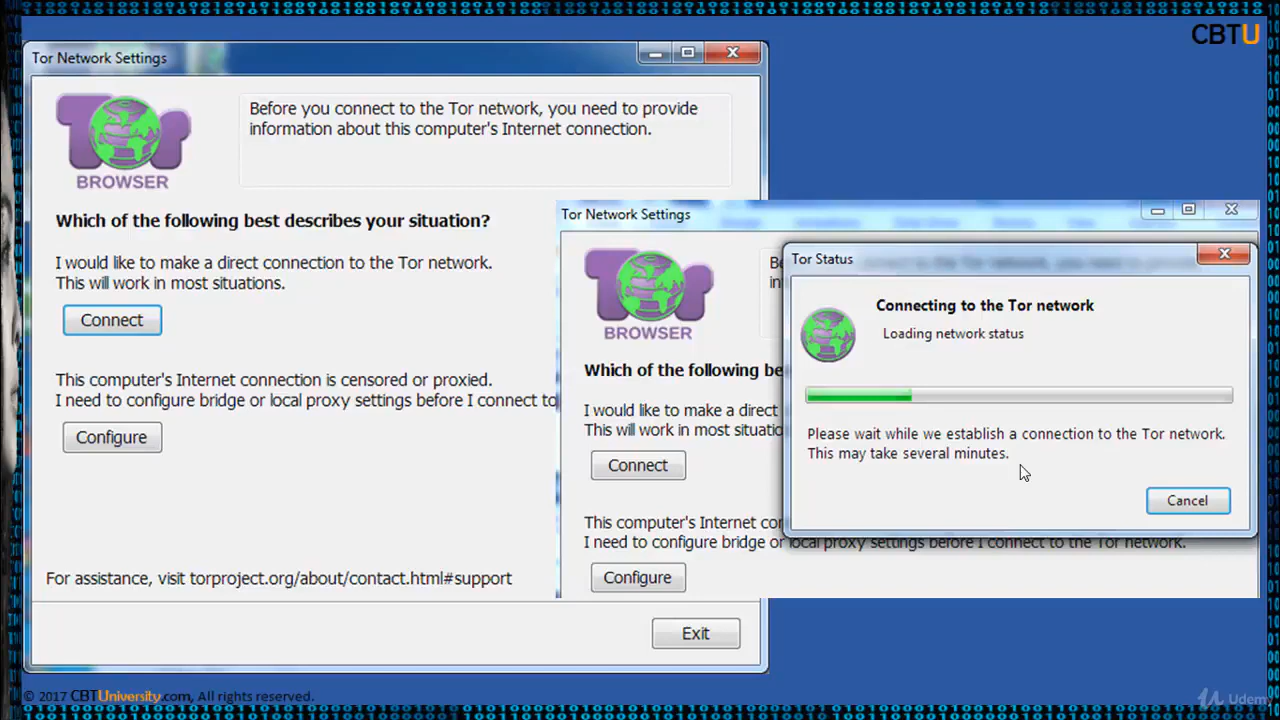 CBTU
Tor Network Settings
Tor
BROWSER
Before you connect to the Tor network, you need to provide
information about this computer's Internet connection.
Which of the following best describes your situation?
I would like to make a direct connection to the Tor network.
This will work in most situations.
Connect
This computer's Internet connection is censored or proxied.
I need to configure bridge or local proxy settings before I connect to
Configure
For assistance, visit torproject.org/about/contact.html#support
Exit
Tor Network Settings
Tor
BROWSER
Which of the following be
I would like to make a direct
This will work in most situatio
Connect
This computer's Internet con
I need to configure bridge or local proxy settings before I connect to the Tor network.
Configure
Tor Status
Connecting to the Tor network
Loading network status
Please wait while we establish a connection to the Tor network.
This may take several minutes.
Cancel
© 2017 CBTUniversity.com, All rights reserved.
Udemy